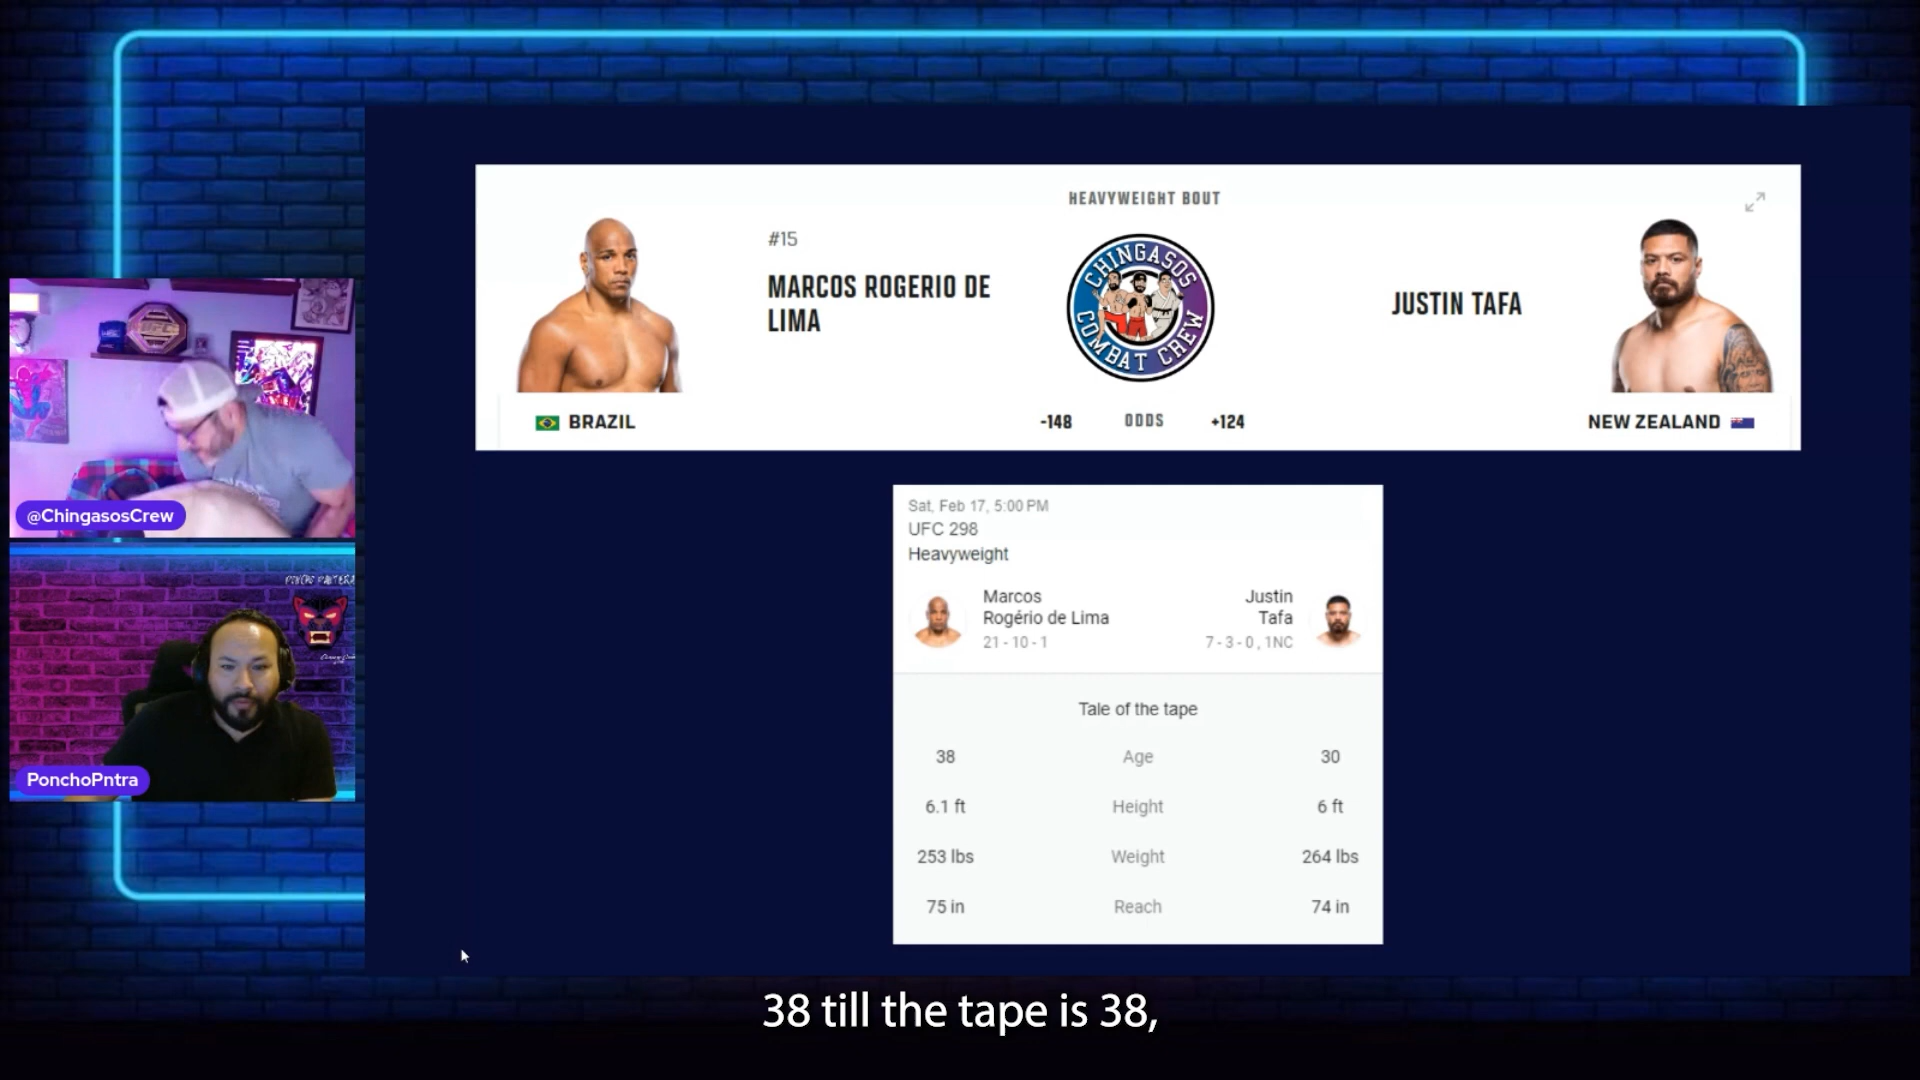 HEAVYWEIGHT BOUT
#15
MARCOS ROGERIO DE
LIMA
CHINGASOS
COMBAT CREW
JUSTIN TAFA
BRAZIL
-148 ODDS +124
NEW ZEALAND
UFC
@ChingasosCrew
PONCHO PANTERA
PonchoPntra
Sat, Feb 17, 5:00 PM
UFC 298
Heavyweight
Marcos
Rogério de Lima
21 - 10 - 1
Justin
Tafa
7 - 3 - 0 , 1NC
Tale of the tape
38 Age 30
6.1 ft Height 6 ft
253 lbs Weight 264 lbs
75 in Reach 74 in
38 till the tape is 38,